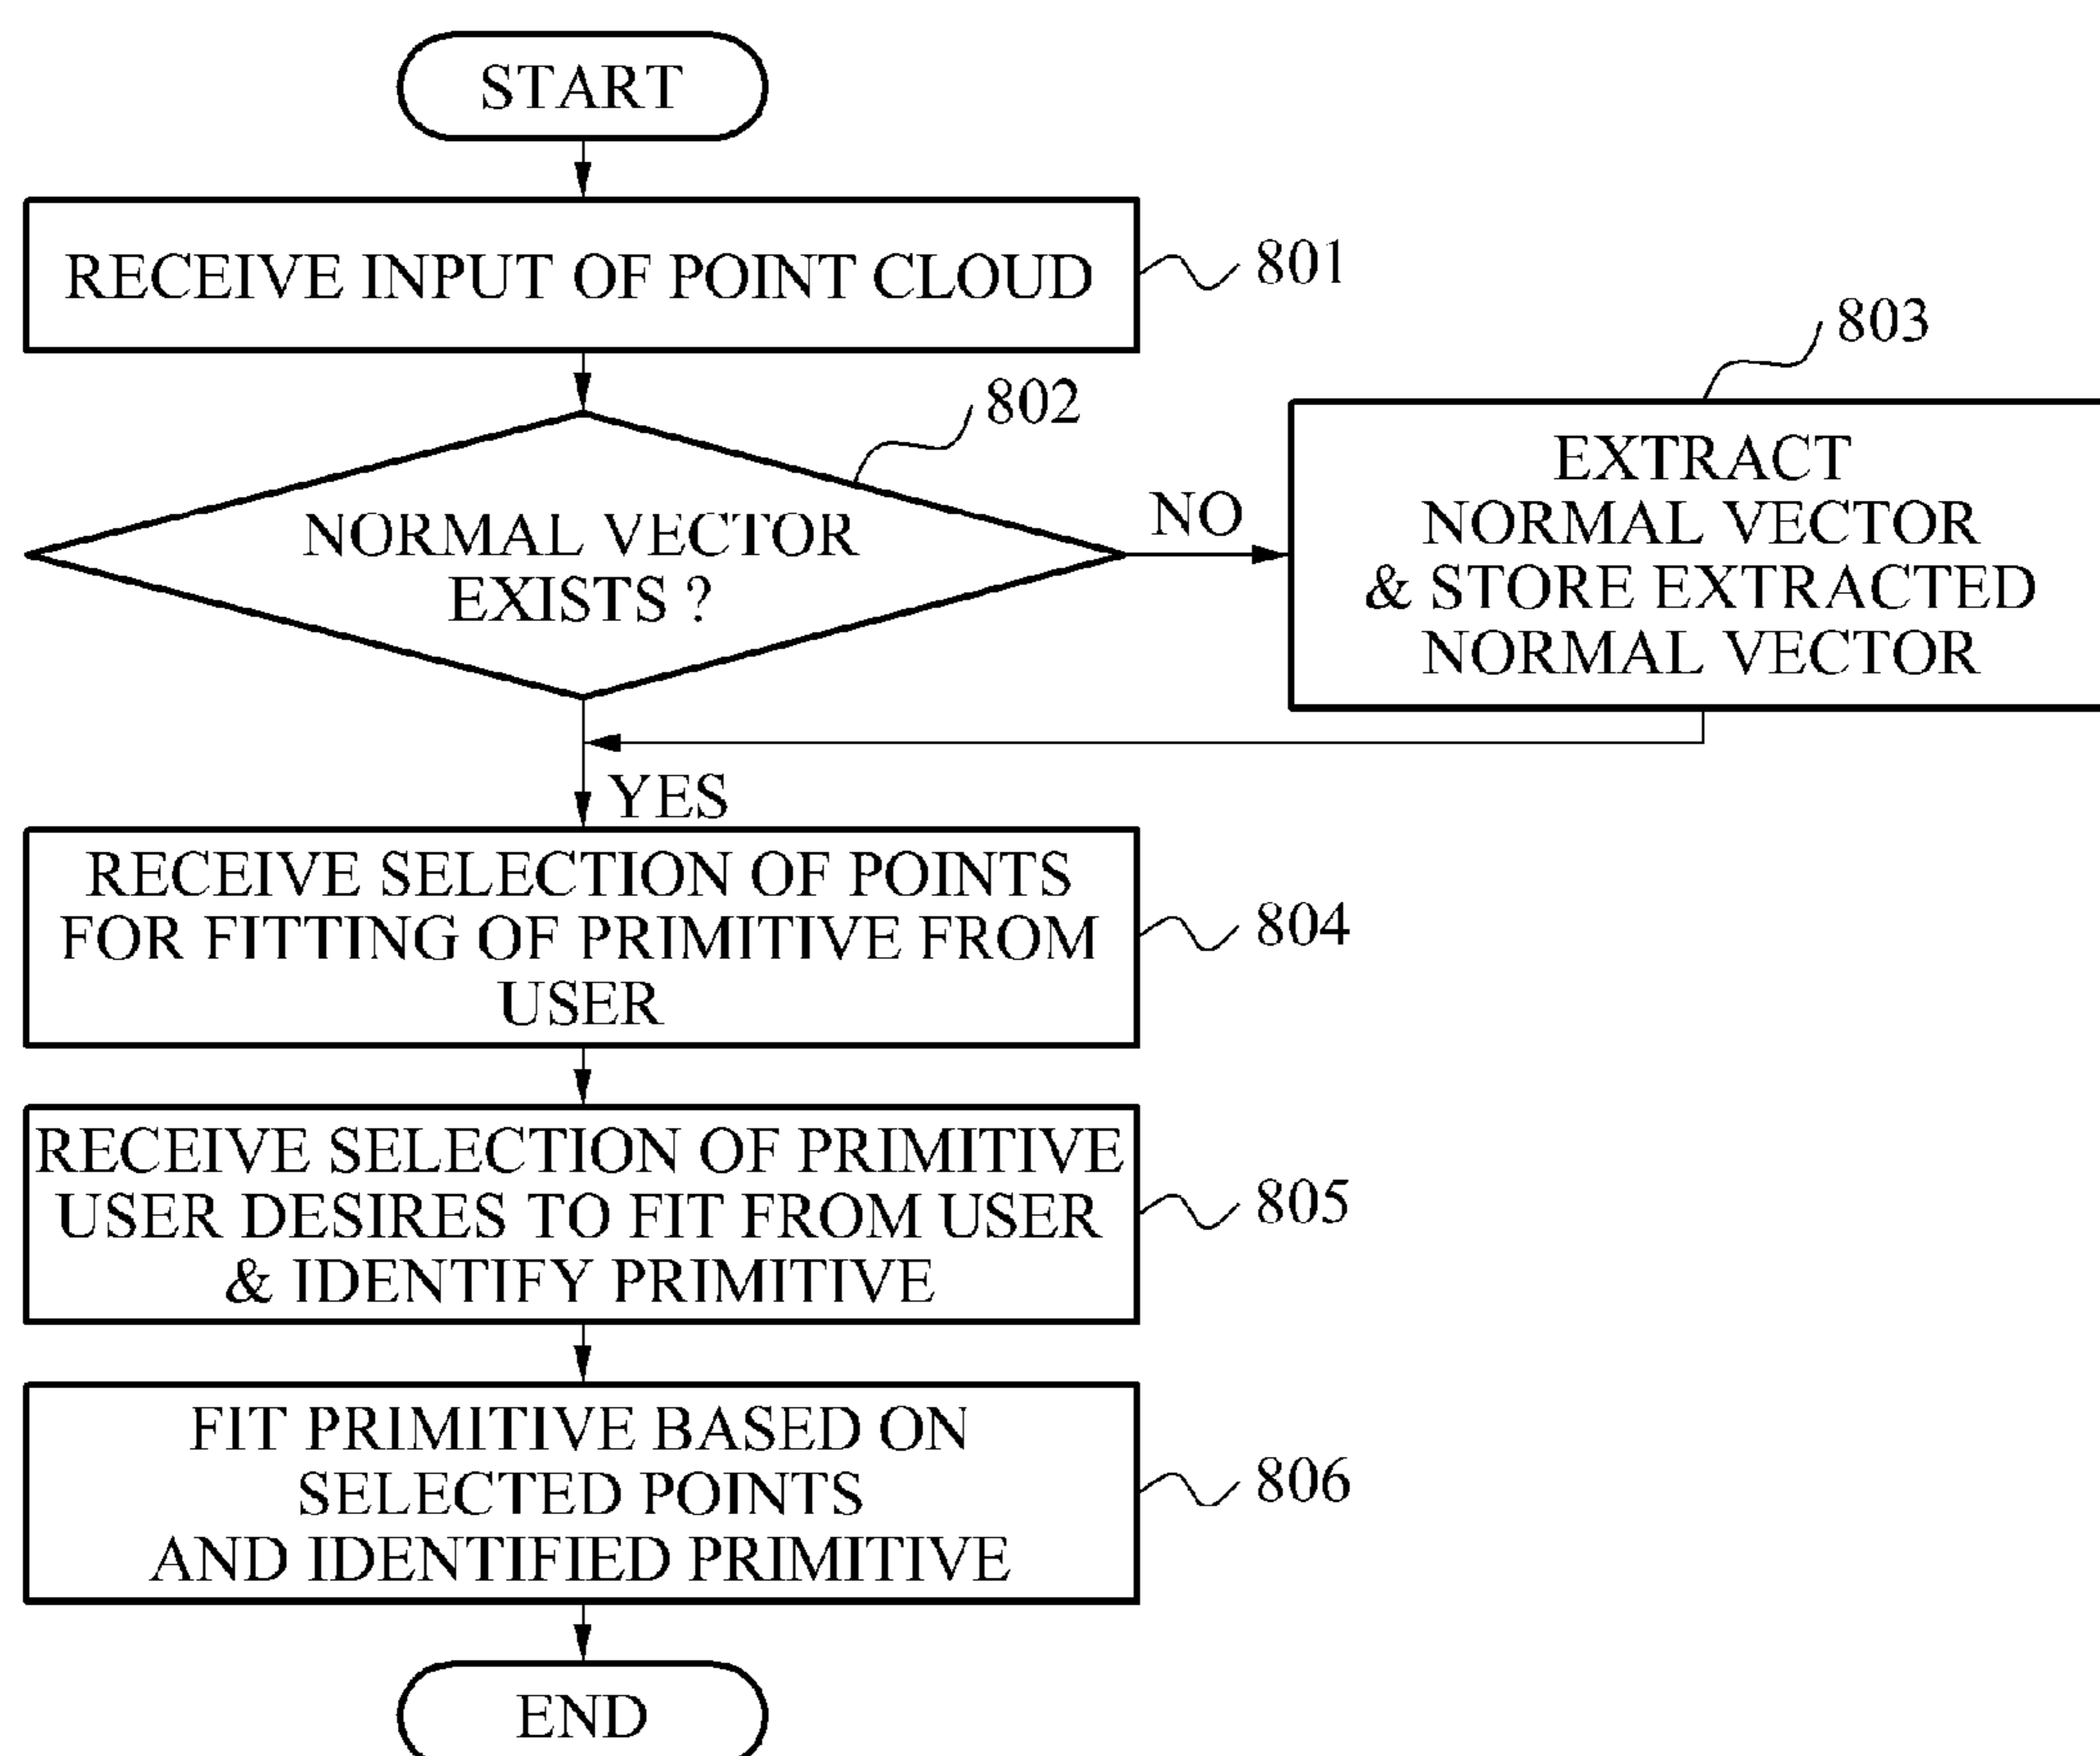 START
RECEIVE INPUT OF POINT CLOUD
801
802
NORMAL VECTOR
EXISTS ?
NO
803
EXTRACT
NORMAL VECTOR
& STORE EXTRACTED
NORMAL VECTOR
YES
RECEIVE SELECTION OF POINTS
FOR FITTING OF PRIMITIVE FROM
USER
804
RECEIVE SELECTION OF PRIMITIVE
USER DESIRES TO FIT FROM USER
& IDENTIFY PRIMITIVE
805
FIT PRIMITIVE BASED ON
SELECTED POINTS
AND IDENTIFIED PRIMITIVE
806
END